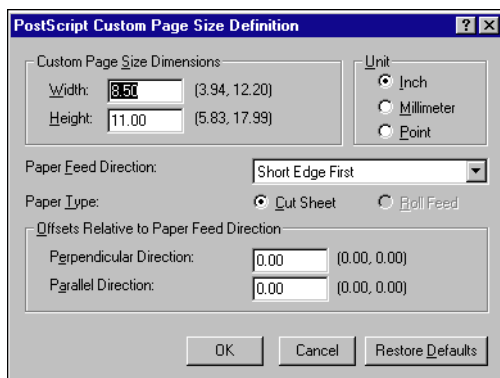 PostScript Custom Page Size Definition
Custom Page Size Dimensions
Width: 8.50 (3.94, 12.20)
Height: 11.00 (5.83, 17.99)
Unit
Inch
Millimeter
Point
Paper Feed Direction: Short Edge First
Paper Type: Cut Sheet Roll Feed
Offsets Relative to Paper Feed Direction
Perpendicular Direction: 0.00 (0.00, 0.00)
Parallel Direction: 0.00 (0.00, 0.00)
OK Cancel Restore Defaults